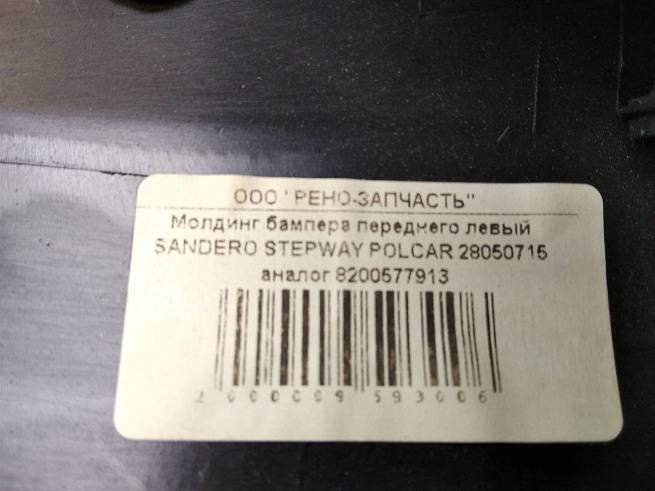 ООО "РЕНО-ЗАПЧАСТЬ"
Молдинг бампера переднего левый
SANDERO STEPWAY POLCAR 28050715
аналог 8200577913
2 000009 593006